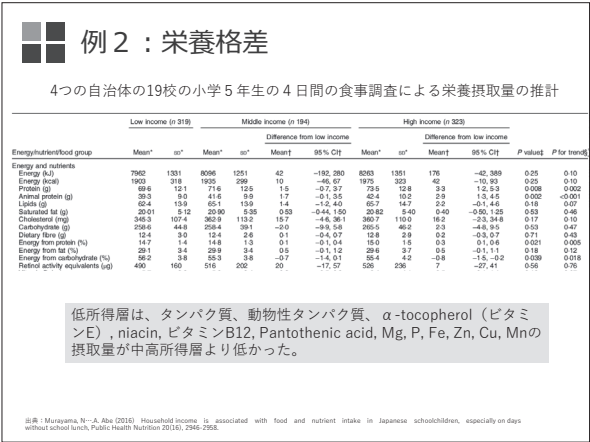 例２：栄養格差
4つの自治体の19校の小学５年生の４日間の食事調査による栄養摂取量の推計
Low income (n 319) Middle income (n 194) High income (n 323)
Difference from low income Difference from low income
Energy/nutrient/food group Mean* SD* Mean* SD* Mean† 95 % CI† Mean* SD* Mean† 95 % CI† P value‡ P for trend§
Energy and nutrients
Energy (kJ) 7962 1331 8096 1251 42 −192, 280 8263 1351 176 −42, 389 0·25 0·10
Energy (kcal) 1903 318 1935 299 10 −46, 67 1975 323 42 −10, 93 0·25 0·10
Protein (g) 69·6 12·1 71·6 12·5 1·5 −0·7, 3·7 73·5 12·8 3·3 1·2, 5·3 0·008 0·002
Animal protein (g) 39·3 9·0 41·6 9·9 1·7 −0·1, 3·5 42·4 10·2 2·9 1·3, 4·5 0·002 <0·001
Lipids (g) 62·4 13·9 65·1 13·9 1·4 −1·2, 4·0 65·7 14·7 2·2 −0·1, 4·6 0·18 0·07
Saturated fat (g) 20·01 5·12 20·90 5·35 0·53 −0·44, 1·50 20·82 5·40 0·40 −0·50, 1·25 0·53 0·46
Cholesterol (mg) 345·3 107·4 362·9 113·2 15·7 −4·6, 36·1 360·7 110·0 16·2 −2·3, 34·8 0·17 0·10
Carbohydrate (g) 258·6 44·8 258·4 39·1 −2·0 −9·9, 5·8 265·5 46·2 2·3 −4·8, 9·5 0·53 0·47
Dietary fibre (g) 12·4 3·0 12·4 2·6 0·1 −0·4, 0·7 12·8 2·9 0·2 −0·3, 0·7 0·71 0·43
Energy from protein (%) 14·7 1·4 14·8 1·3 0·1 −0·1, 0·4 15·0 1·5 0·3 0·1, 0·6 0·021 0·005
Energy from fat (%) 29·1 3·4 29·9 3·4 0·5 −0·1, 1·2 29·6 3·7 0·5 −0·1, 1·1 0·18 0·12
Energy from carbohydrate (%) 56·2 3·8 55·3 3·8 −0·7 −1·4, 0·1 55·4 4·2 −0·8 −1·5, −0·2 0·039 0·018
Retinol activity equivalents (µg) 490 160 516 202 20 −17, 57 526 236 7 −27, 41 0·56 0·76
低所得層は、タンパク質、動物性タンパク質、α-tocopherol（ビタミ
ンE）, niacin, ビタミンB12, Pantothenic acid, Mg, P, Fe, Zn, Cu, Mnの
摂取量が中高所得層より低かった。
出典：Murayama, N…A. Abe (2016) Household income is associated with food and nutrient intake in Japanese schoolchildren, especially on days
without school lunch, Public Health Nutrition 20(16), 2946-2958.